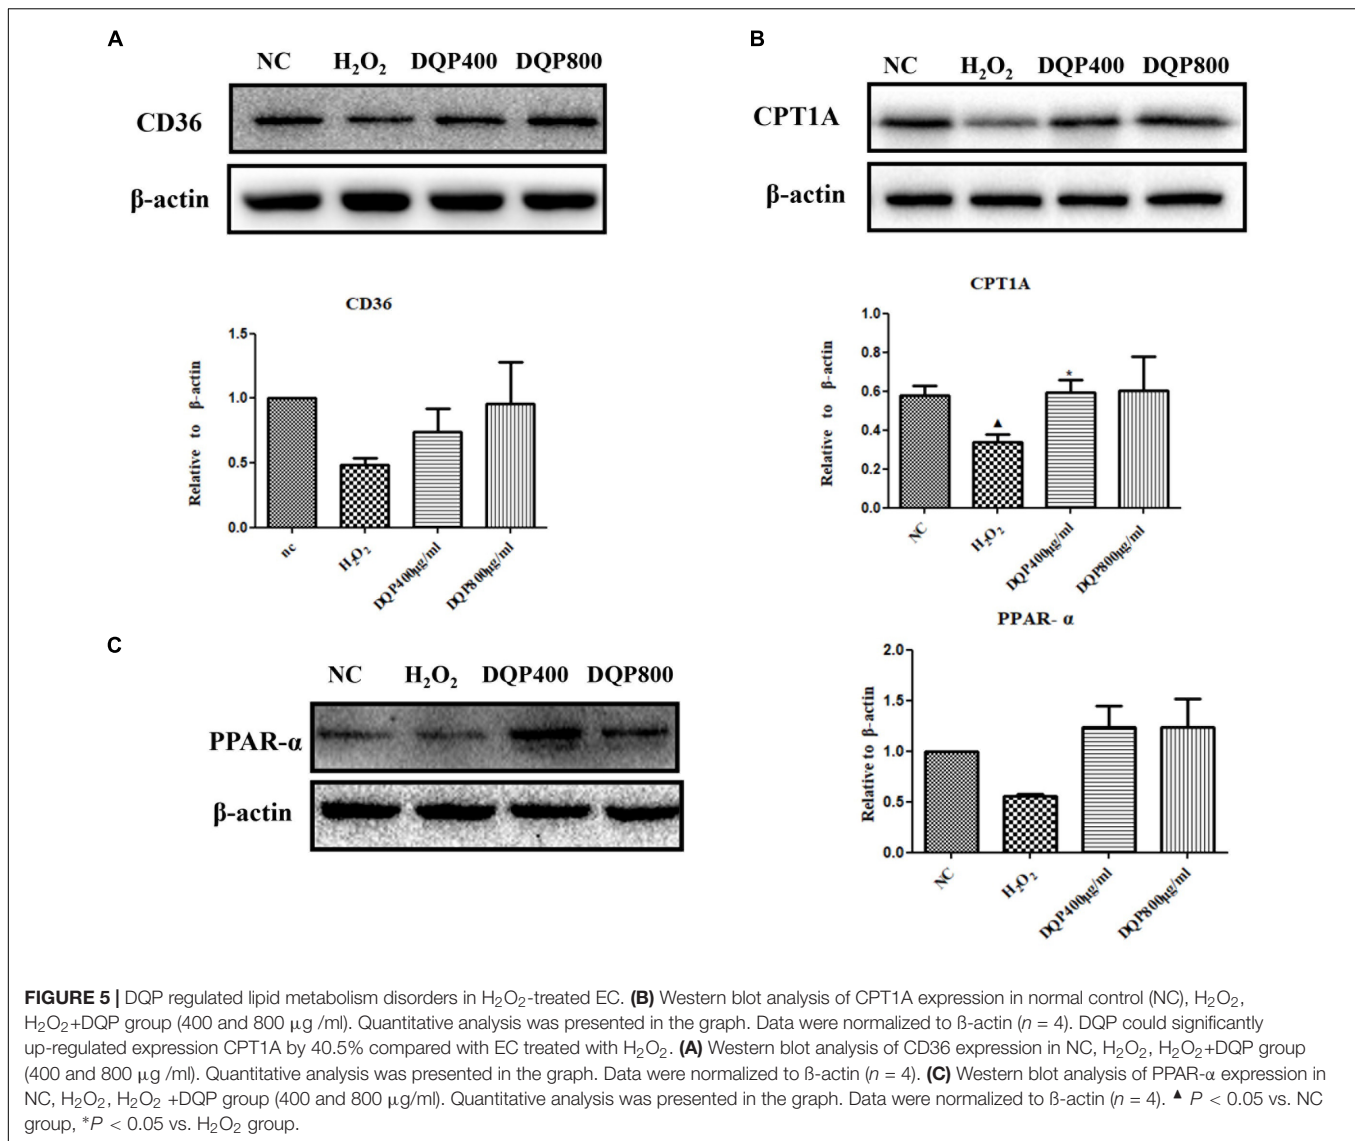 A
NC H₂O₂ DQP400 DQP800
CD36
β-actin
CD36
Relative to β-actin
1.5
1.0
0.5
0.0
nc
H₂O₂
DQP400μg/ml
DQP800μg/ml
B
NC H₂O₂ DQP400 DQP800
CPT1A
β-actin
CPT1A
Relative to β-actin
1.0
0.8
0.6
0.4
0.2
0.0
▲
*
NC
H₂O₂
DQP400μg/ml
DQP800μg/ml
C
NC H₂O₂ DQP400 DQP800
PPAR-α
β-actin
PPAR- α
Relative to β-actin
2.0
1.5
1.0
0.5
0.0
NC
H₂O₂
DQP400μg/ml
DQP800μg/ml
FIGURE 5 | DQP regulated lipid metabolism disorders in H₂O₂-treated EC. (B) Western blot analysis of CPT1A expression in normal control (NC), H₂O₂,
H₂O₂+DQP group (400 and 800 μg /ml). Quantitative analysis was presented in the graph. Data were normalized to ß-actin (n = 4). DQP could significantly
up-regulated expression CPT1A by 40.5% compared with EC treated with H₂O₂. (A) Western blot analysis of CD36 expression in NC, H₂O₂, H₂O₂+DQP group
(400 and 800 μg /ml). Quantitative analysis was presented in the graph. Data were normalized to ß-actin (n = 4). (C) Western blot analysis of PPAR-α expression in
NC, H₂O₂, H₂O₂ +DQP group (400 and 800 μg/ml). Quantitative analysis was presented in the graph. Data were normalized to ß-actin (n = 4). ▲ P < 0.05 vs. NC
group, *P < 0.05 vs. H₂O₂ group.